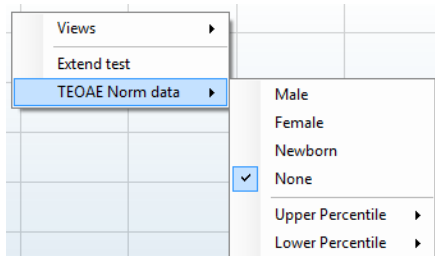 Views
Extend test
TEOAE Norm data
Male
Female
Newborn
None
Upper Percentile
Lower Percentile